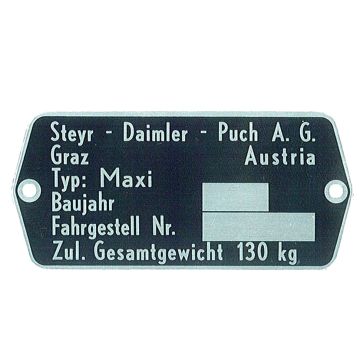 Steyr - Daimler - Puch A. G.
Graz Austria
Typ: Maxi
Baujahr
Fahrgestell Nr.
Zul. Gesamtgewicht 130 kg